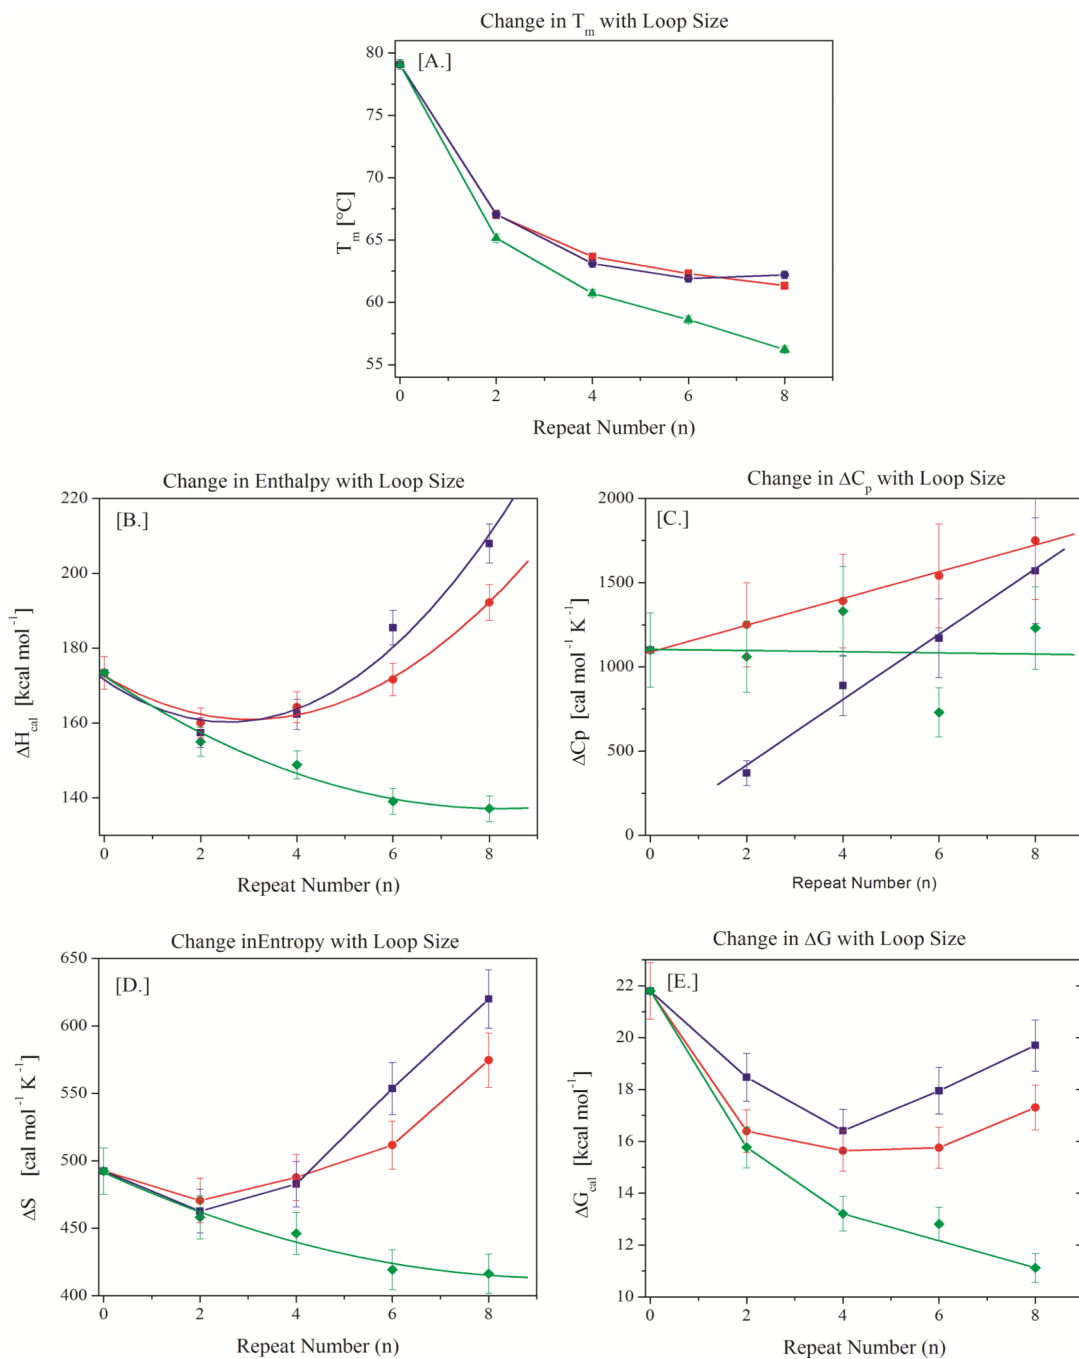 Change in Tm with Loop Size
[A.]
80
75
70
65
60
55
Tm [°C]
0 2 4 6 8
Repeat Number (n)
Change in Enthalpy with Loop Size
[B.]
220
200
180
160
140
ΔHcal [kcal mol-1]
0 2 4 6 8
Repeat Number (n)
Change in ΔCp with Loop Size
[C.]
2000
1500
1000
500
0
ΔCp [cal mol-1 K-1]
0 2 4 6 8
Repeat Number (n)
Change inEntropy with Loop Size
[D.]
650
600
550
500
450
400
ΔS [cal mol-1 K-1]
0 2 4 6 8
Repeat Number (n)
Change in ΔG with Loop Size
[E.]
22
20
18
16
14
12
10
ΔGcal [kcal mol-1]
0 2 4 6 8
Repeat Number (n)